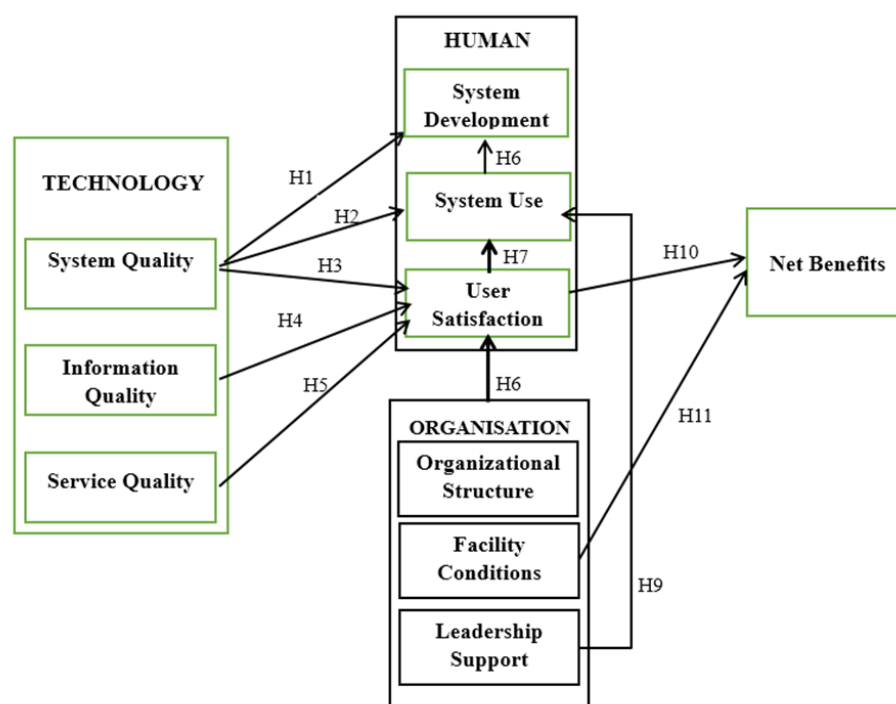 HUMAN
System
Development
H6
System Use
H7
User
Satisfaction
TECHNOLOGY
System Quality
Information
Quality
Service Quality
H1
H2
H3
H4
H5
H6
ORGANISATION
Organizational
Structure
Facility
Conditions
Leadership
Support
H9
H10
H11
Net Benefits